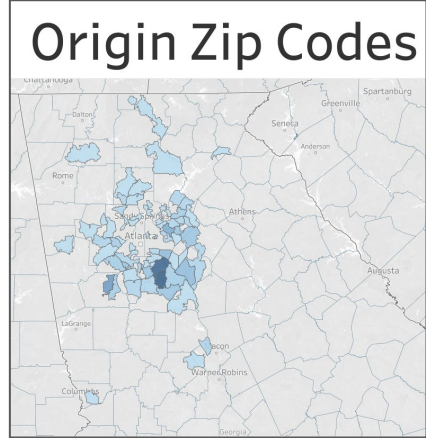 Origin Zip Codes
Chattanooga
Spartanburg
Greenville
Dalton
Seneca
Anderson
Rome
Sandy Springs
Athens
Atlanta
Augusta
LaGrange
acon
Warner Robins
Columbus
Georgia